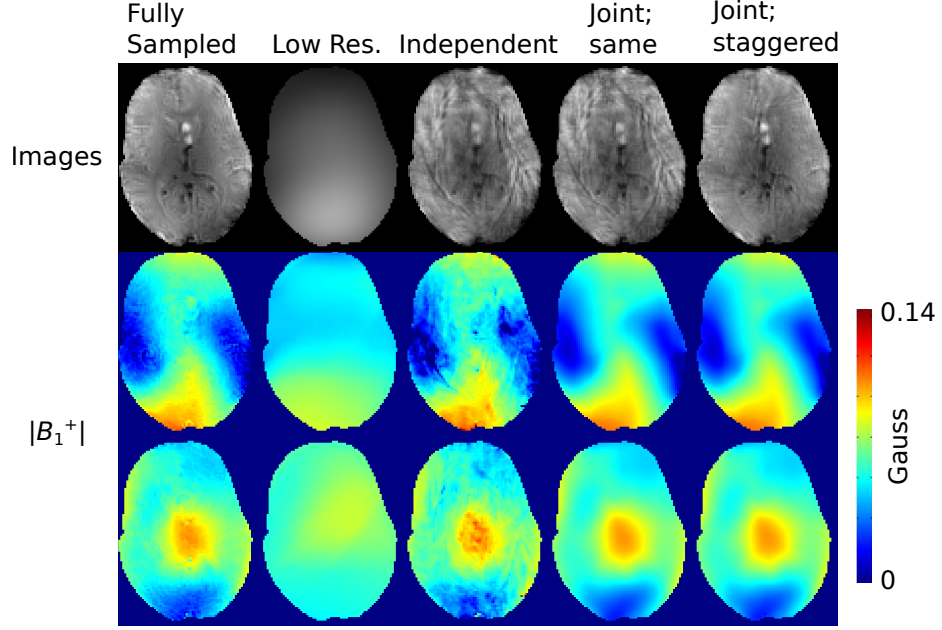 Fully
Sampled
Low Res.
Independent
Joint;
same
Joint;
staggered
Images
|B₁⁺|
0.14
Gauss
0